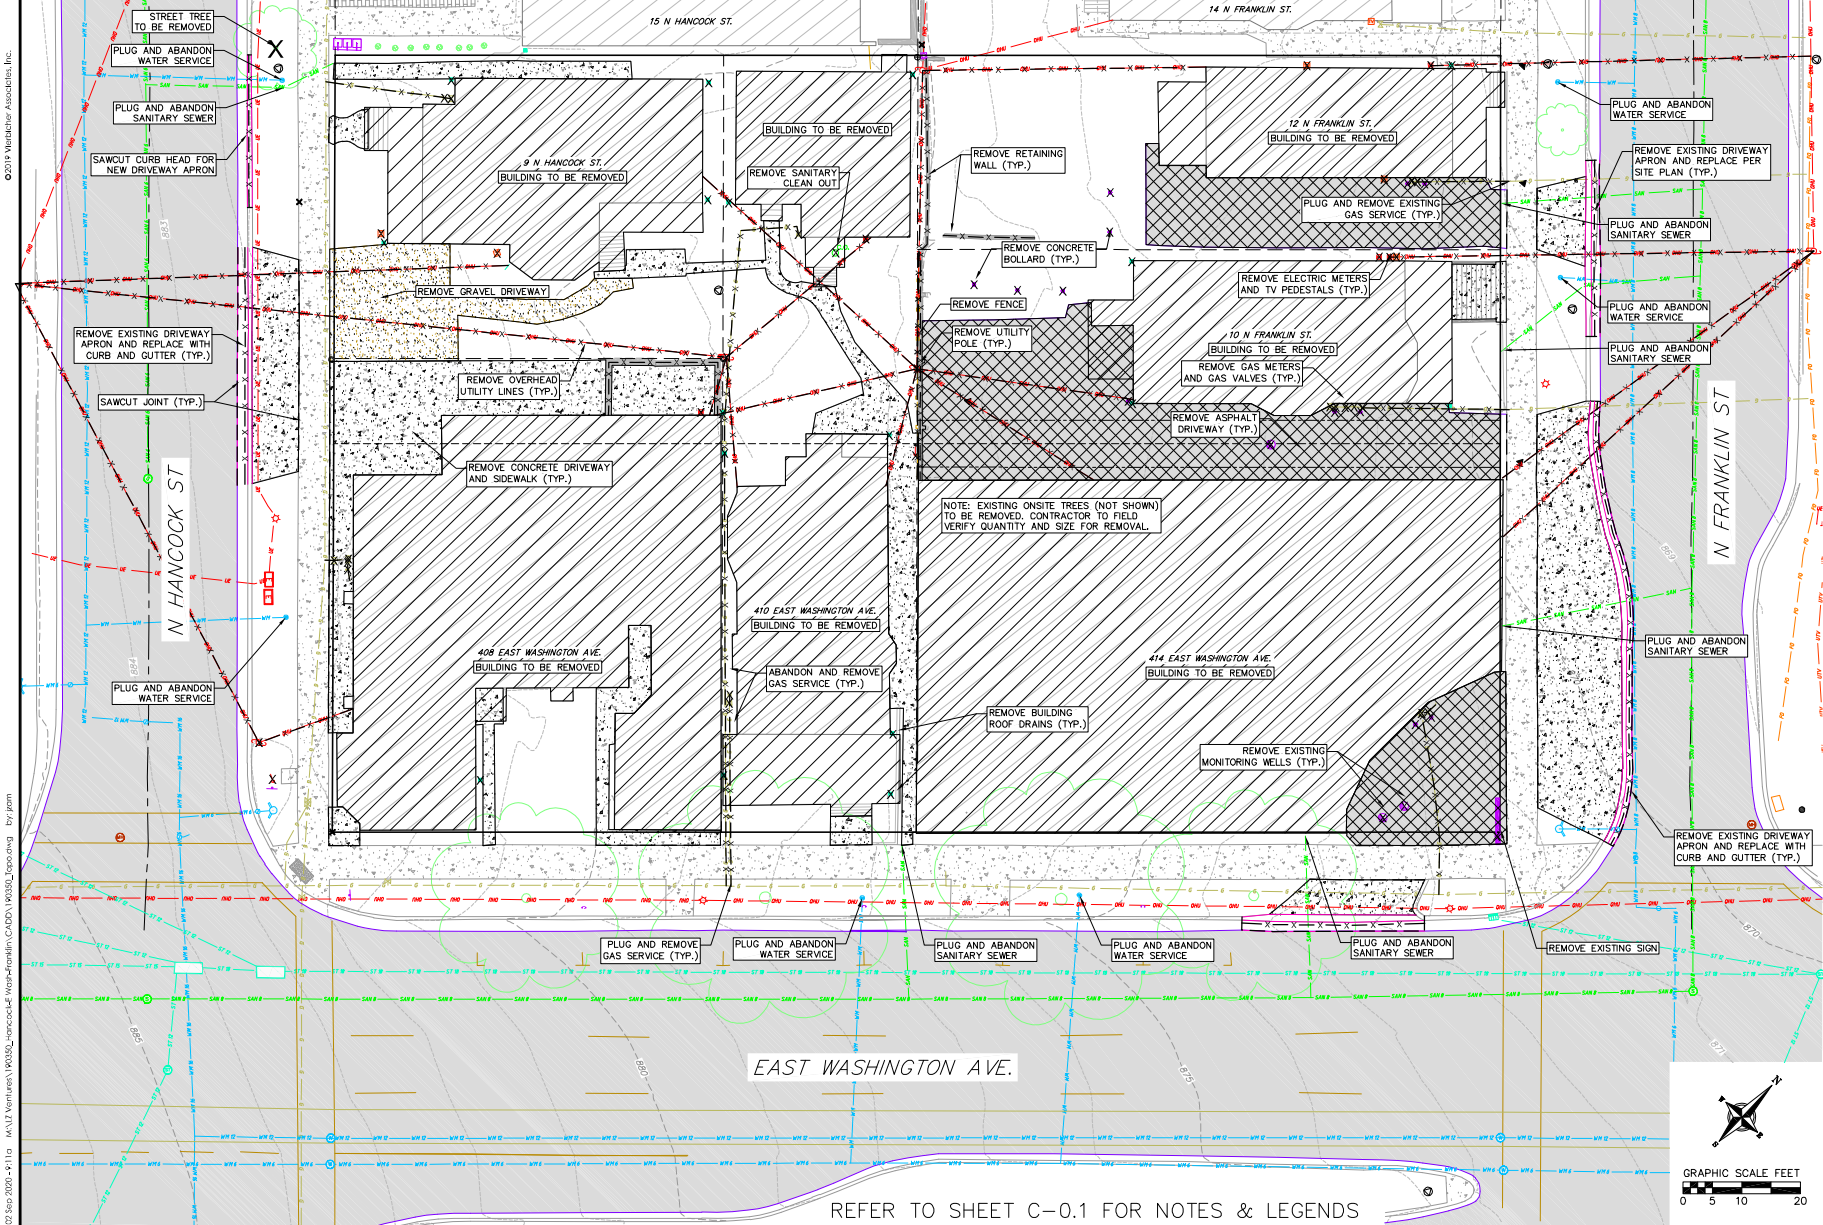 ©2019 Vierbicher Associates, Inc.
STREET TREE
TO BE REMOVED
PLUG AND ABANDON
WATER SERVICE
PLUG AND ABANDON
SANITARY SEWER
SAWCUT CURB HEAD FOR
NEW DRIVEWAY APRON
15 N HANCOCK ST.
14 N FRANKLIN ST.
9 N HANCOCK ST.
BUILDING TO BE REMOVED
BUILDING TO BE REMOVED
REMOVE SANITARY
CLEAN OUT
REMOVE RETAINING
WALL (TYP.)
12 N FRANKLIN ST.
BUILDING TO BE REMOVED
PLUG AND REMOVE EXISTING
GAS SERVICE (TYP.)
PLUG AND ABANDON
WATER SERVICE
REMOVE EXISTING DRIVEWAY
APRON AND REPLACE PER
SITE PLAN (TYP.)
PLUG AND ABANDON
SANITARY SEWER
REMOVE CONCRETE
BOLLARD (TYP.)
REMOVE ELECTRIC METERS
AND TV PEDESTALS (TYP.)
REMOVE GRAVEL DRIVEWAY
REMOVE FENCE
PLUG AND ABANDON
WATER SERVICE
REMOVE EXISTING DRIVEWAY
APRON AND REPLACE WITH
CURB AND GUTTER (TYP.)
REMOVE UTILITY
POLE (TYP.)
10 N FRANKLIN ST.
BUILDING TO BE REMOVED
PLUG AND ABANDON
SANITARY SEWER
REMOVE GAS METERS
AND GAS VALVES (TYP.)
REMOVE OVERHEAD
UTILITY LINES (TYP.)
SAWCUT JOINT (TYP.)
REMOVE ASPHALT
DRIVEWAY (TYP.)
REMOVE CONCRETE DRIVEWAY
AND SIDEWALK (TYP.)
NOTE: EXISTING ONSITE TREES (NOT SHOWN)
TO BE REMOVED. CONTRACTOR TO FIELD
VERIFY QUANTITY AND SIZE FOR REMOVAL.
N HANCOCK ST
N FRANKLIN ST
883
884
869
410 EAST WASHINGTON AVE.
BUILDING TO BE REMOVED
408 EAST WASHINGTON AVE.
BUILDING TO BE REMOVED
414 EAST WASHINGTON AVE.
BUILDING TO BE REMOVED
PLUG AND ABANDON
SANITARY SEWER
ABANDON AND REMOVE
GAS SERVICE (TYP.)
PLUG AND ABANDON
WATER SERVICE
REMOVE BUILDING
ROOF DRAINS (TYP.)
REMOVE EXISTING
MONITORING WELLS (TYP.)
REMOVE EXISTING DRIVEWAY
APRON AND REPLACE WITH
CURB AND GUTTER (TYP.)
PLUG AND REMOVE
GAS SERVICE (TYP.)
PLUG AND ABANDON
WATER SERVICE
PLUG AND ABANDON
SANITARY SEWER
PLUG AND ABANDON
WATER SERVICE
PLUG AND ABANDON
SANITARY SEWER
REMOVE EXISTING SIGN
870
871
885
880
875
EAST WASHINGTON AVE.
GRAPHIC SCALE FEET
0 5 10 20
REFER TO SHEET C-0.1 FOR NOTES & LEGENDS